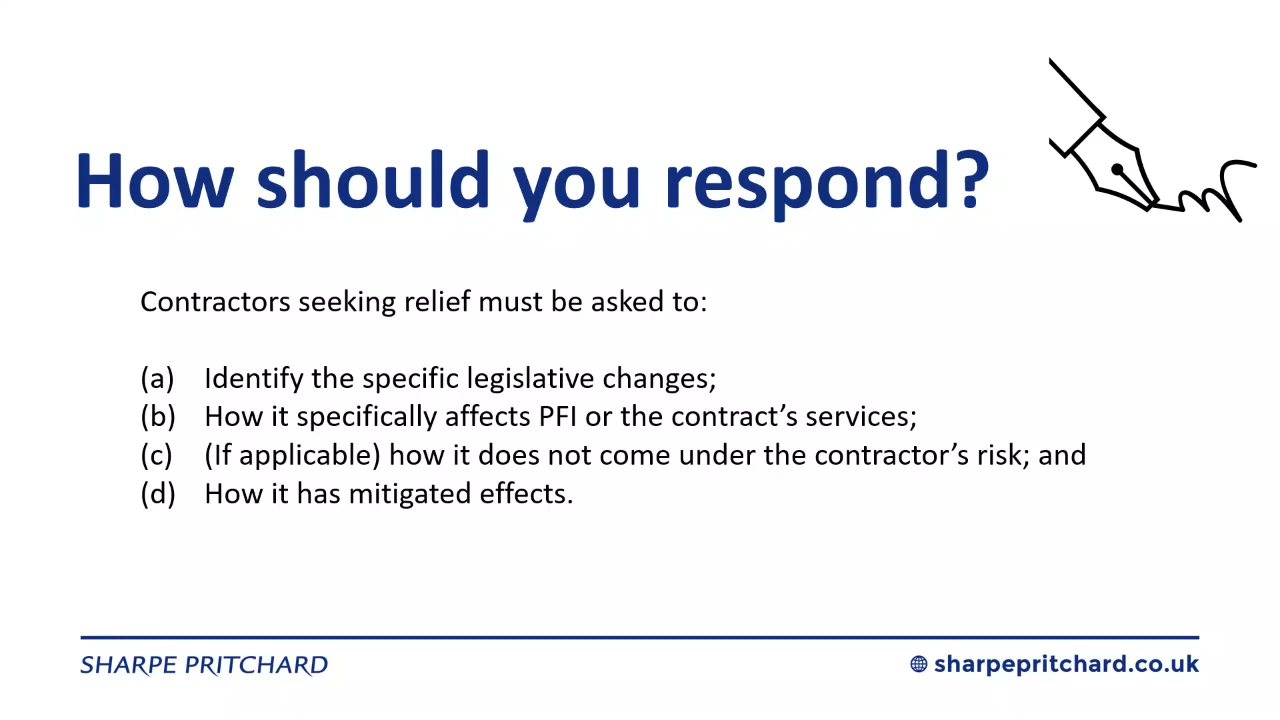 How should you respond?
Contractors seeking relief must be asked to:
(a) Identify the specific legislative changes;
(b) How it specifically affects PFI or the contract’s services;
(c) (If applicable) how it does not come under the contractor’s risk; and
(d) How it has mitigated effects.
SHARPE PRITCHARD
sharpepritchard.co.uk